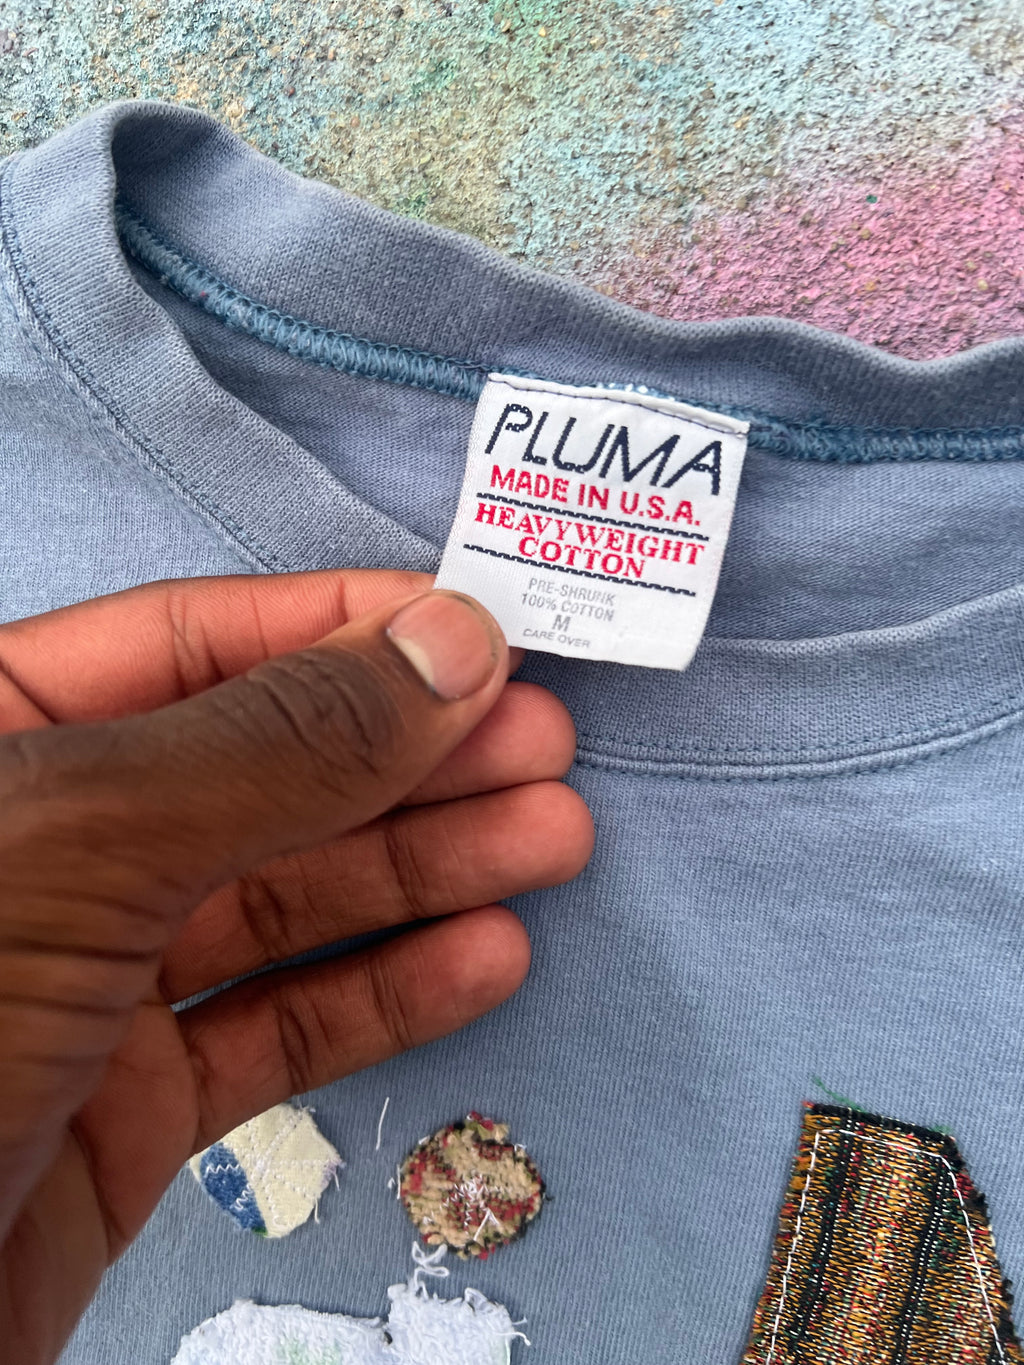 PLUMA
MADE IN U.S.A.
HEAVYWEIGHT
COTTON
PRE-SHRUNK
100% COTTON
M
CARE OVER